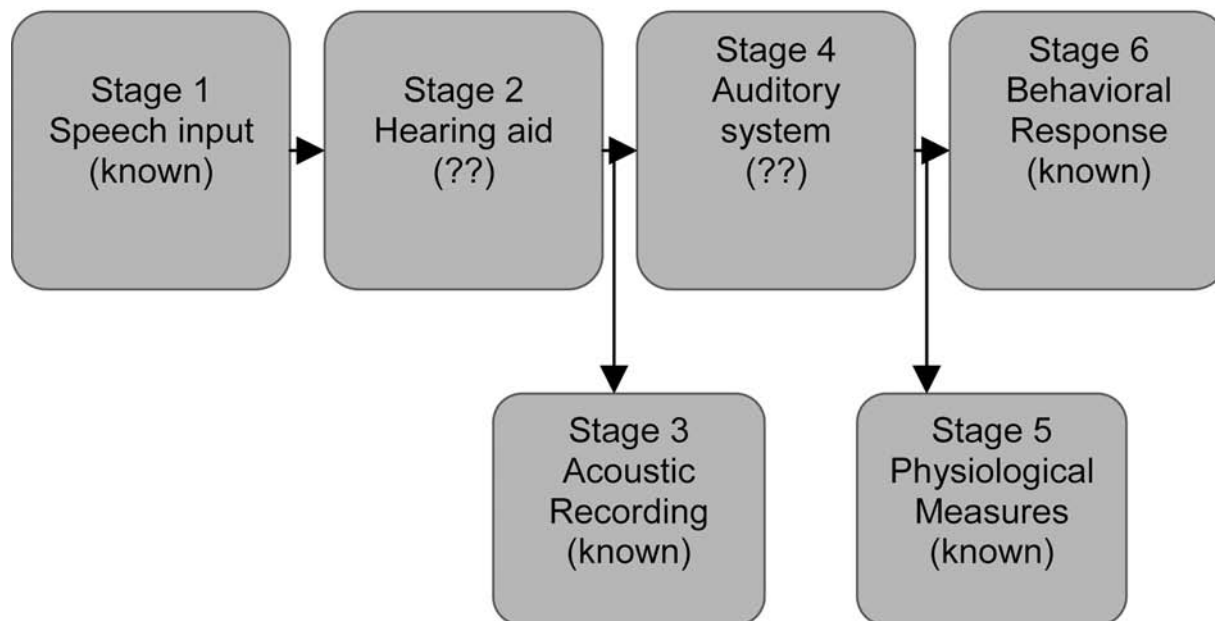 Stage 1
Speech input
(known)
Stage 2
Hearing aid
(??)
Stage 4
Auditory
system
(??)
Stage 6
Behavioral
Response
(known)
Stage 3
Acoustic
Recording
(known)
Stage 5
Physiological
Measures
(known)